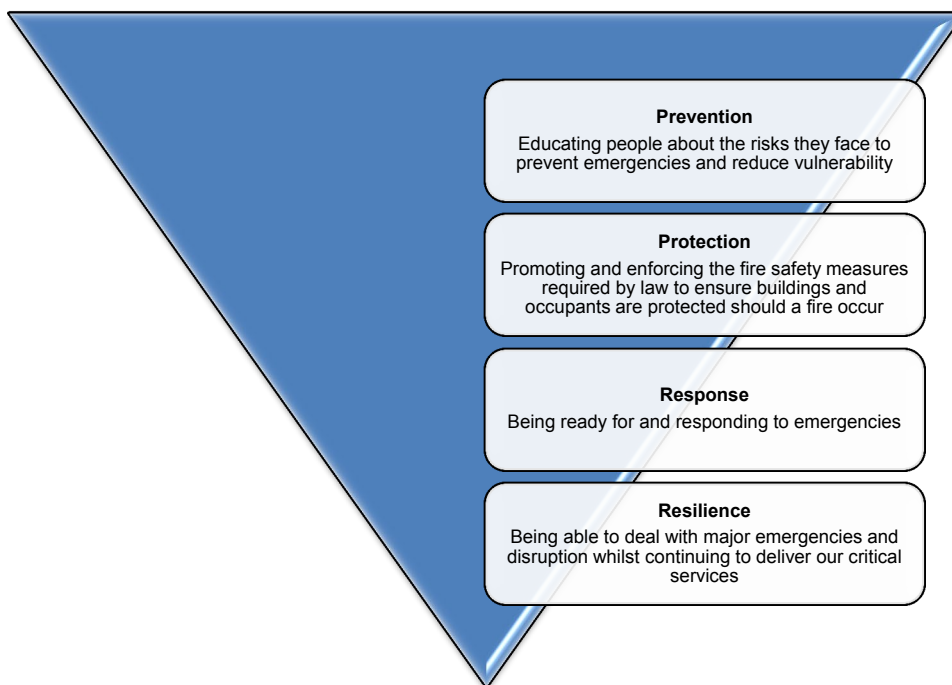 Prevention
Educating people about the risks they face to
prevent emergencies and reduce vulnerability
Protection
Promoting and enforcing the fire safety measures
required by law to ensure buildings and
occupants are protected should a fire occur
Response
Being ready for and responding to emergencies
Resilience
Being able to deal with major emergencies and
disruption whilst continuing to deliver our critical
services